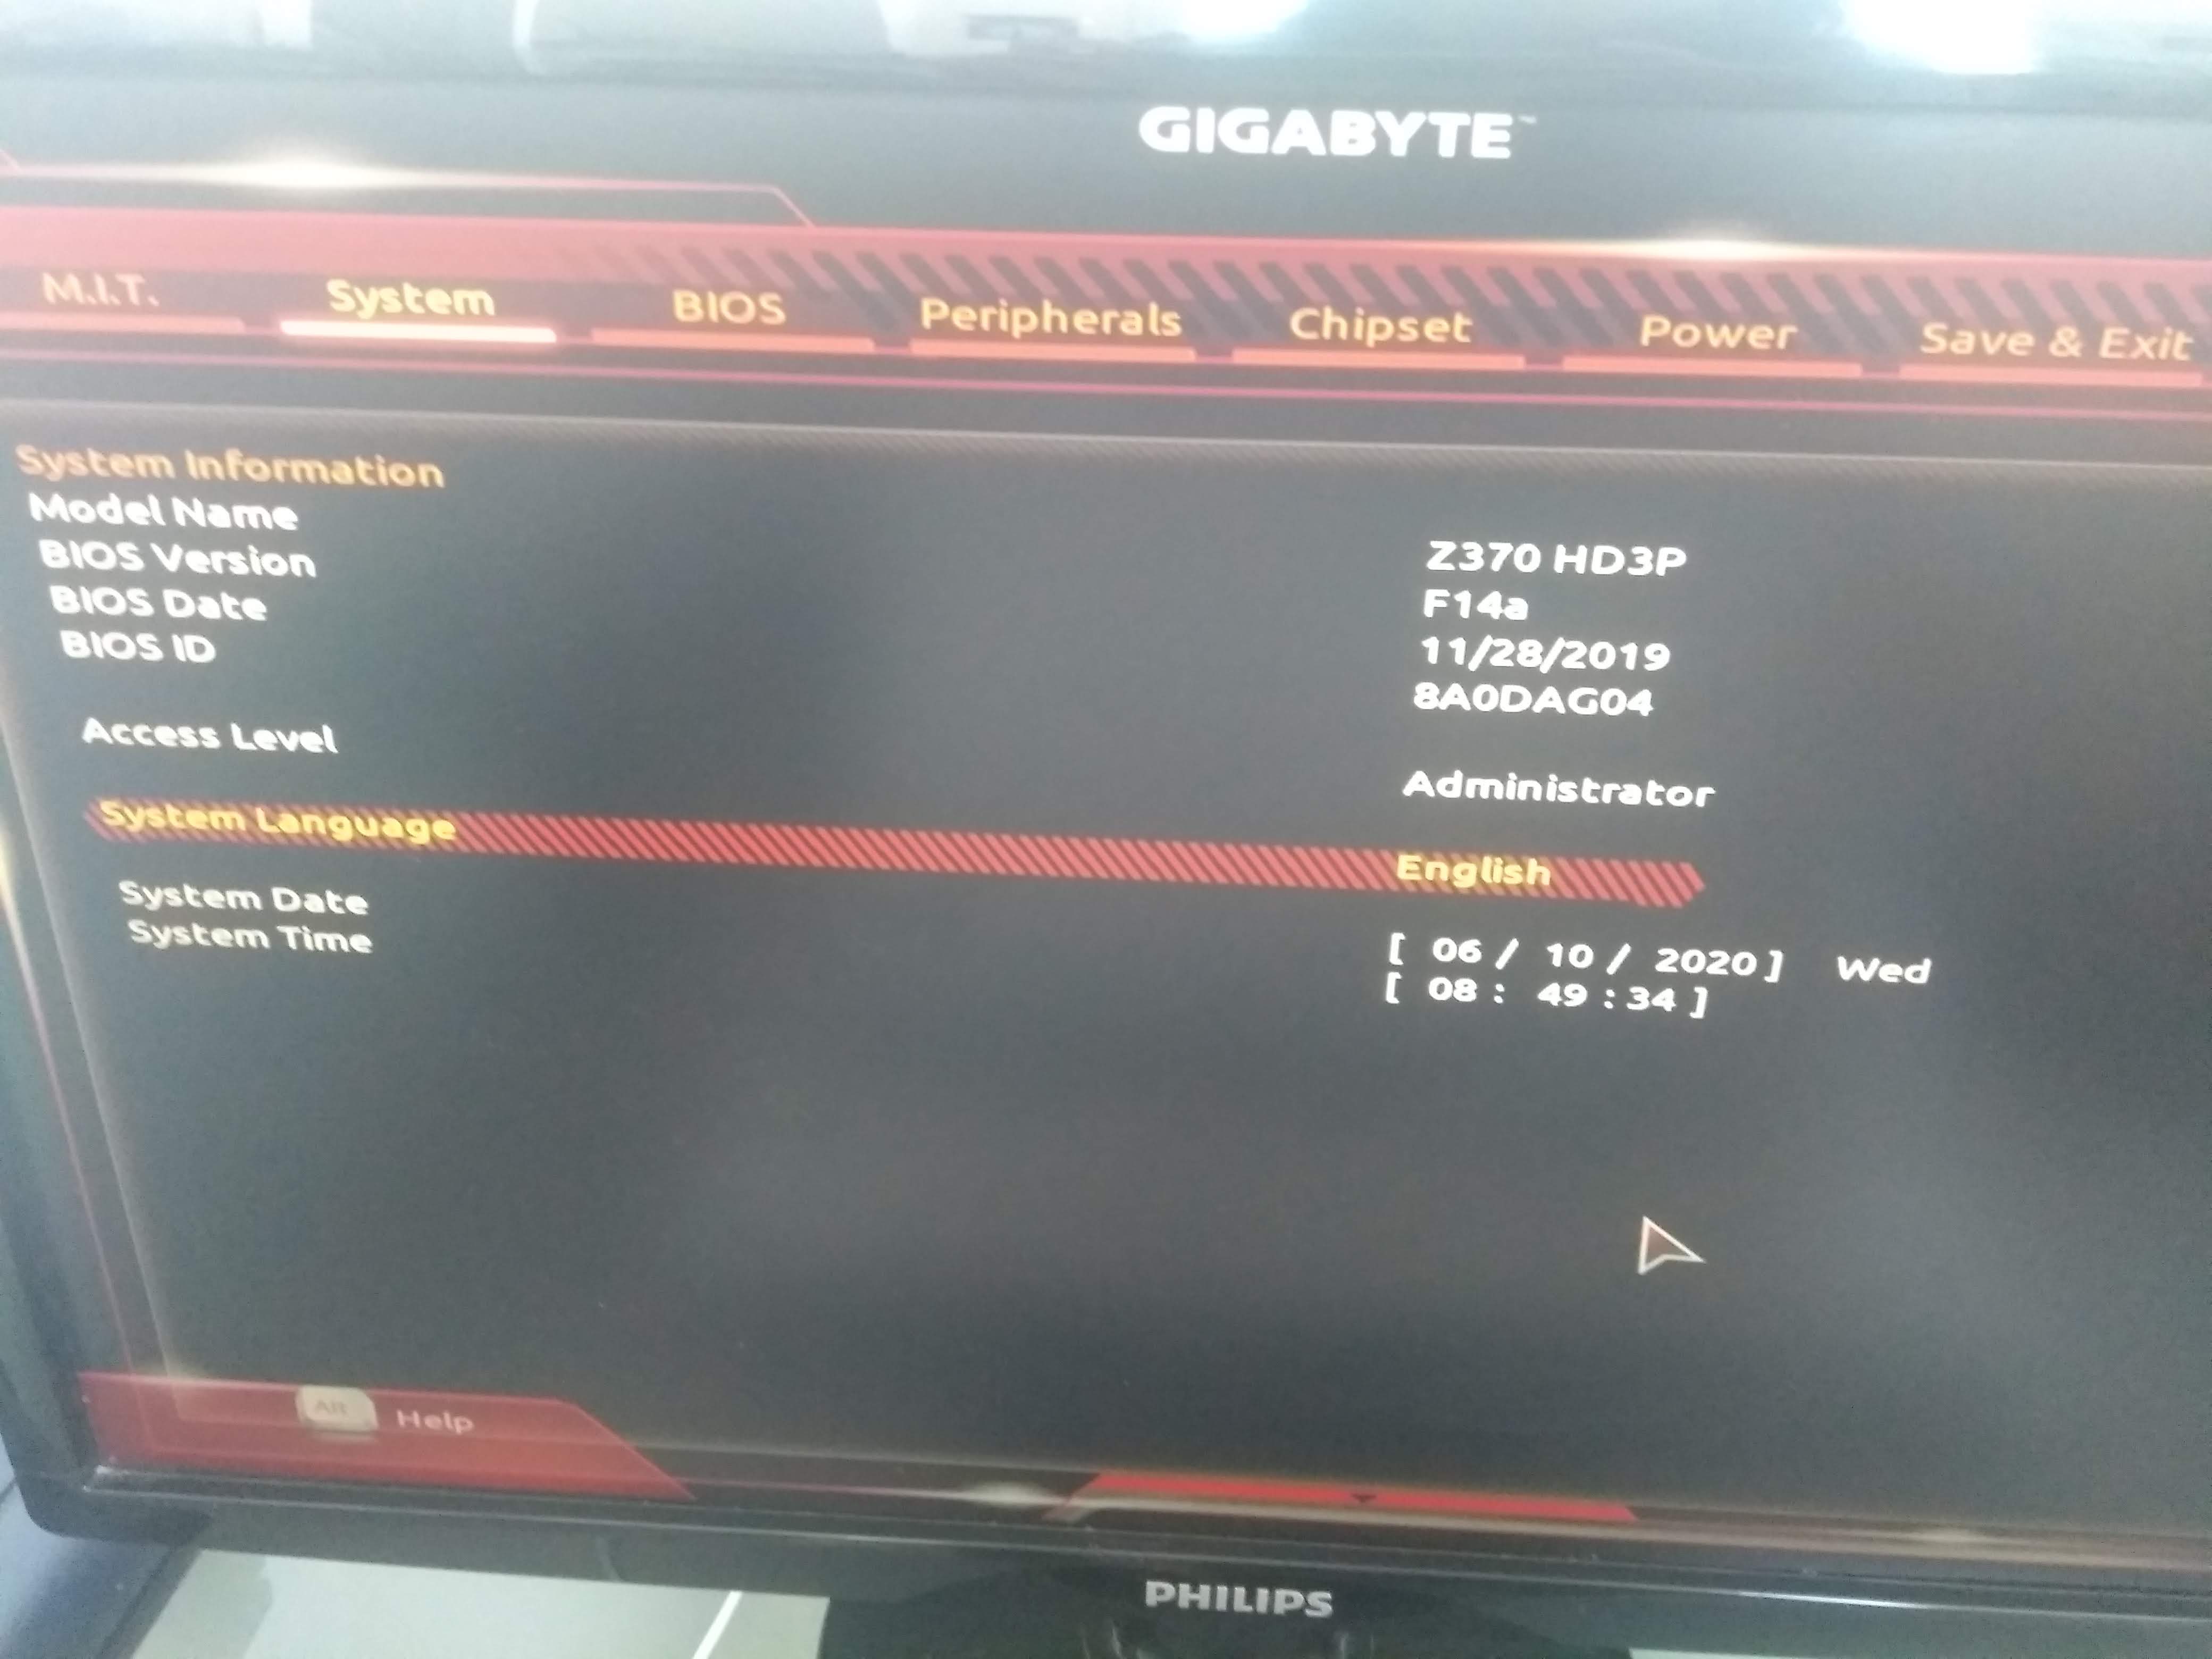 GIGABYTE™
M.I.T. System BIOS Peripherals Chipset Power Save & Exit
System Information
Model Name Z370 HD3P
BIOS Version F14a
BIOS Date 11/28/2019
BIOS ID 8A0DAG04
Access Level Administrator
System Language English
System Date [ 06 / 10 / 2020 ] Wed
System Time [ 08 : 49 : 34 ]
Alt Help
PHILIPS